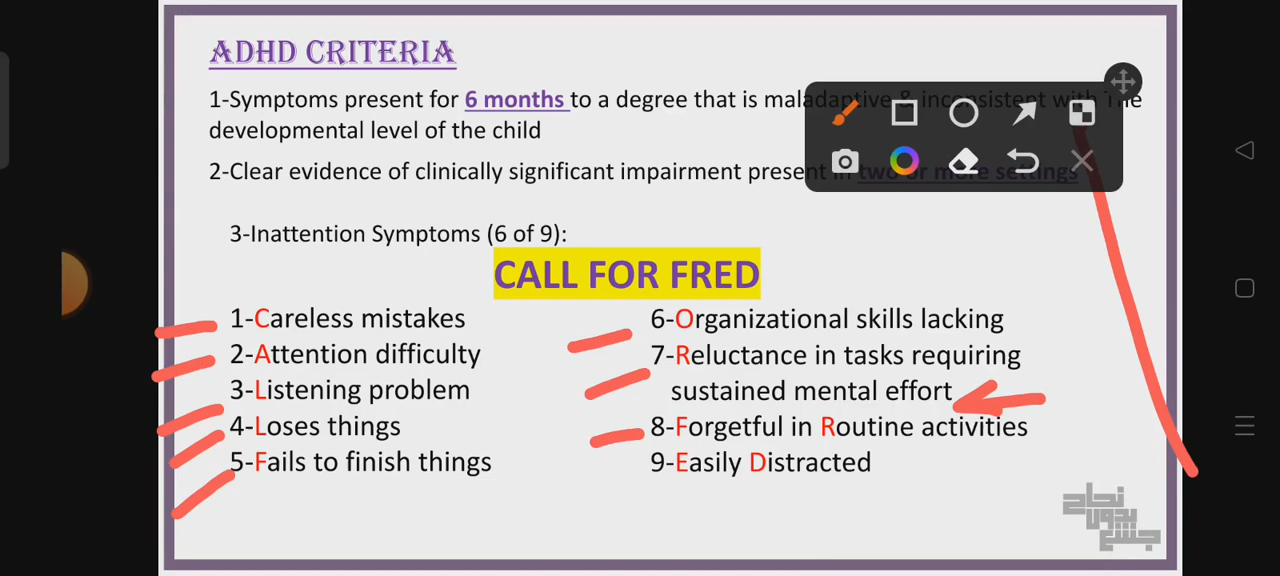 ADHD CRITERIA
1-Symptoms present for 6 months to a degree that is maladaptive & inconsistent with The
developmental level of the child
2-Clear evidence of clinically significant impairment present in two or more settings
3-Inattention Symptoms (6 of 9):
CALL FOR FRED
1-Careless mistakes
2-Attention difficulty
3-Listening problem
4-Loses things
5-Fails to finish things
6-Organizational skills lacking
7-Reluctance in tasks requiring
sustained mental effort
8-Forgetful in Routine activities
9-Easily Distracted
نجاح
بدون
جشع